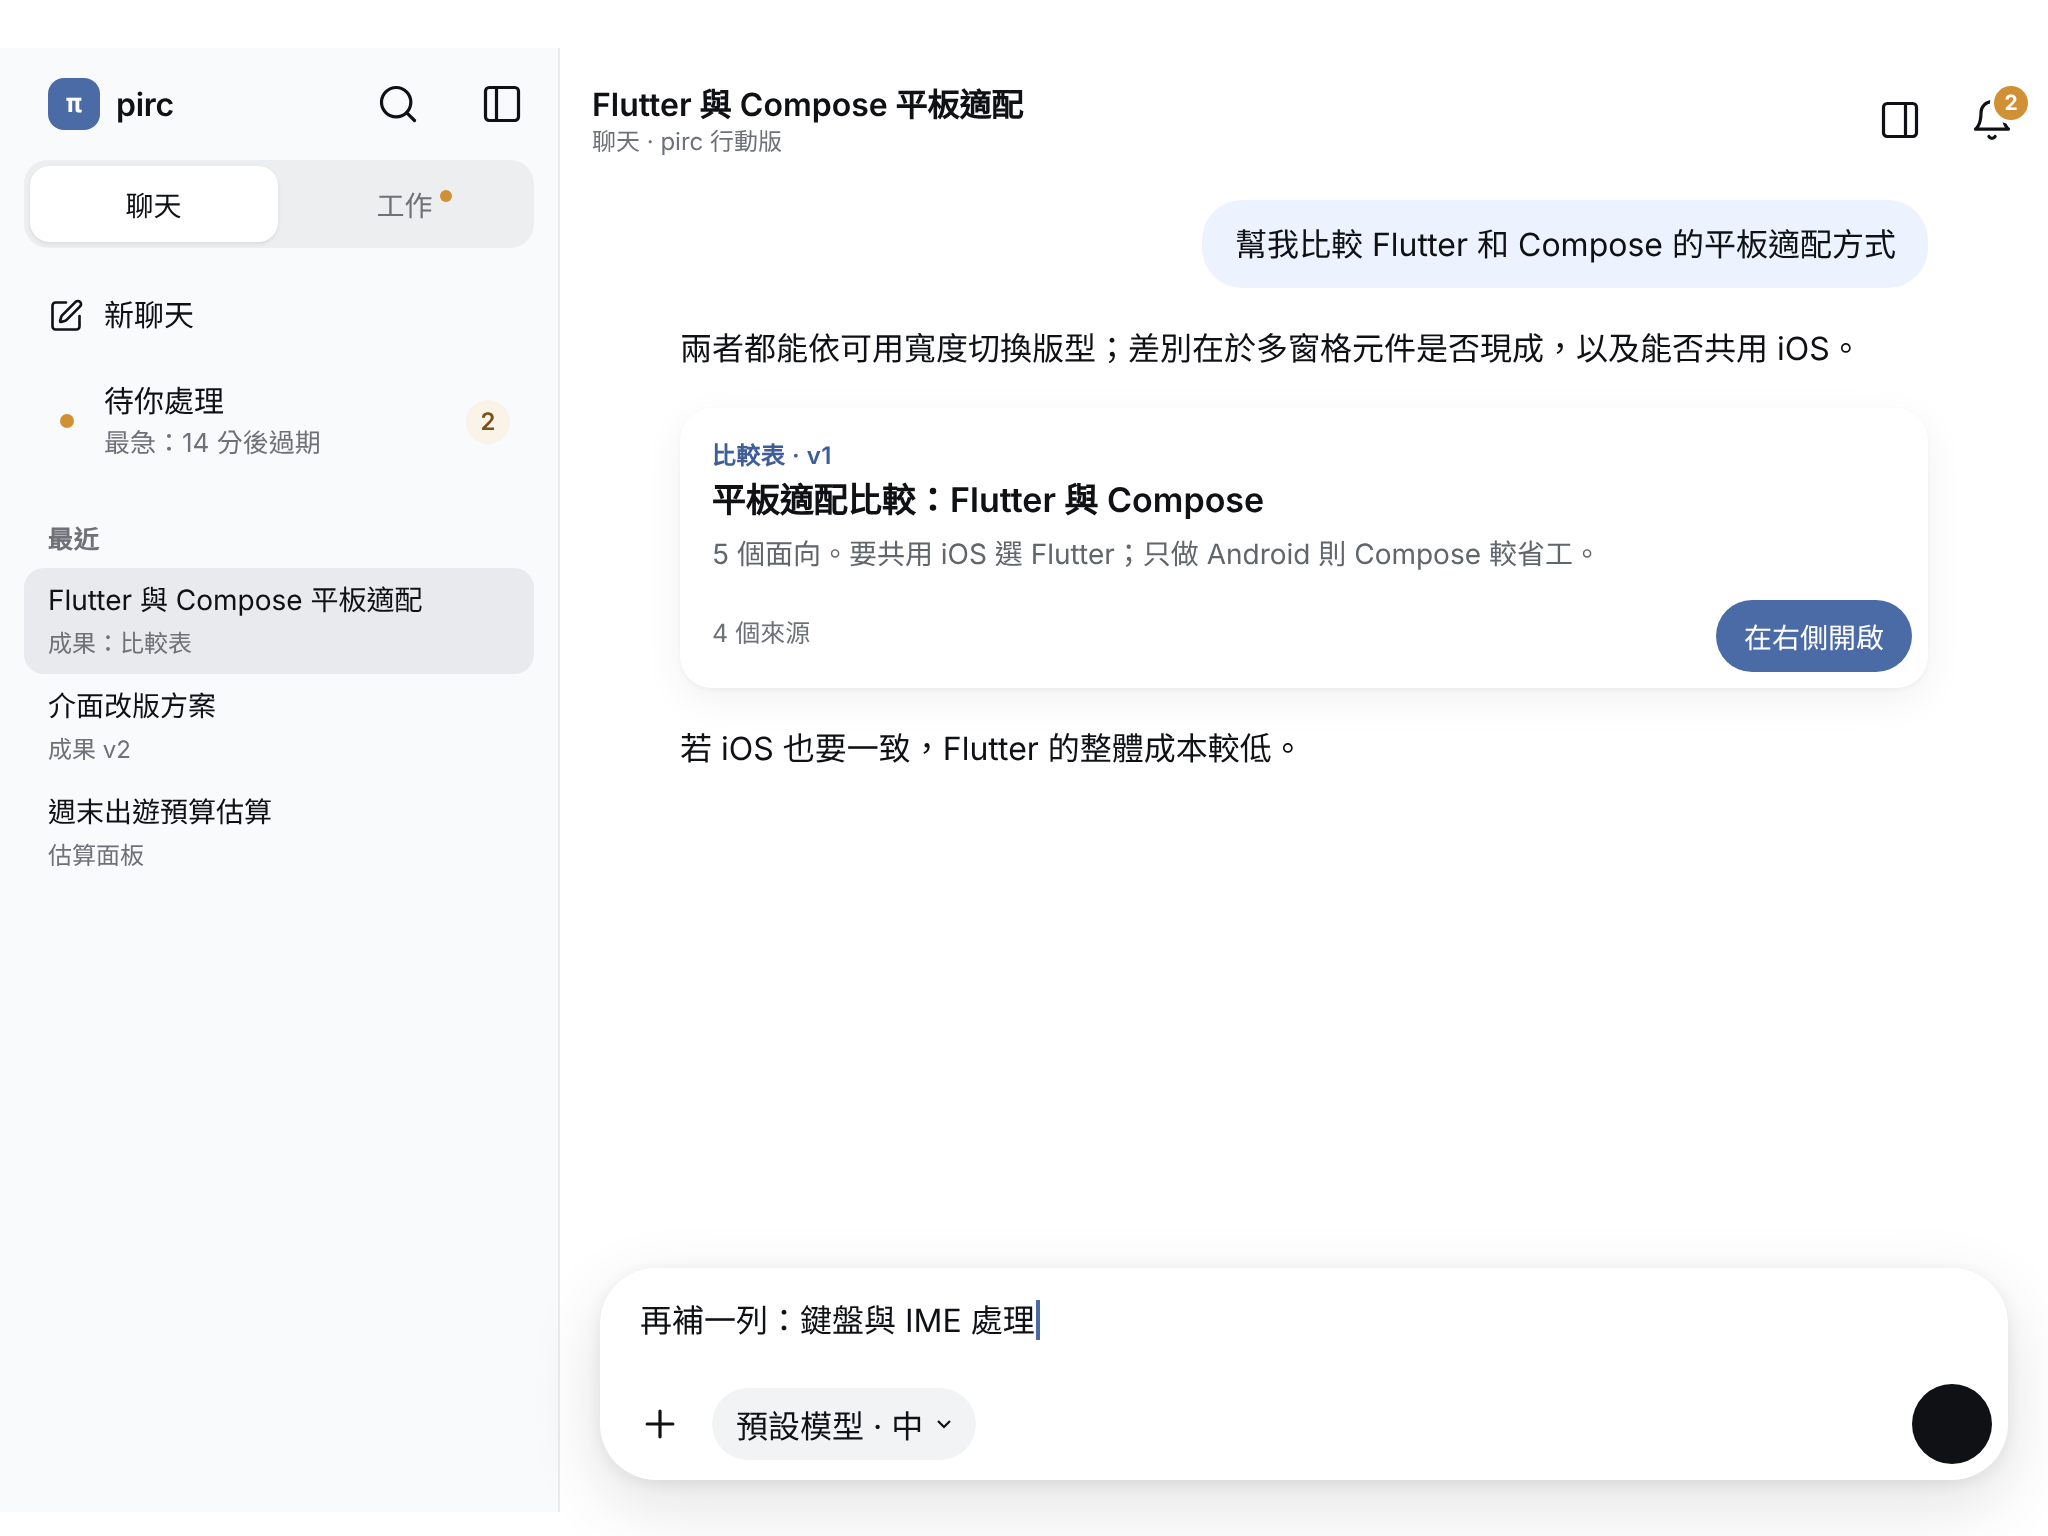 π pirc
聊天
工作
新聊天
待你處理
最急：14 分後過期
2
最近
Flutter 與 Compose 平板適配
成果：比較表
介面改版方案
成果 v2
週末出遊預算估算
估算面板
Flutter 與 Compose 平板適配
聊天 · pirc 行動版
2
幫我比較 Flutter 和 Compose 的平板適配方式
兩者都能依可用寬度切換版型；差別在於多窗格元件是否現成，以及能否共用 iOS。
比較表 · v1
平板適配比較：Flutter 與 Compose
5 個面向。要共用 iOS 選 Flutter；只做 Android 則 Compose 較省工。
4 個來源
在右側開啟
若 iOS 也要一致，Flutter 的整體成本較低。
再補一列：鍵盤與 IME 處理
預設模型 · 中